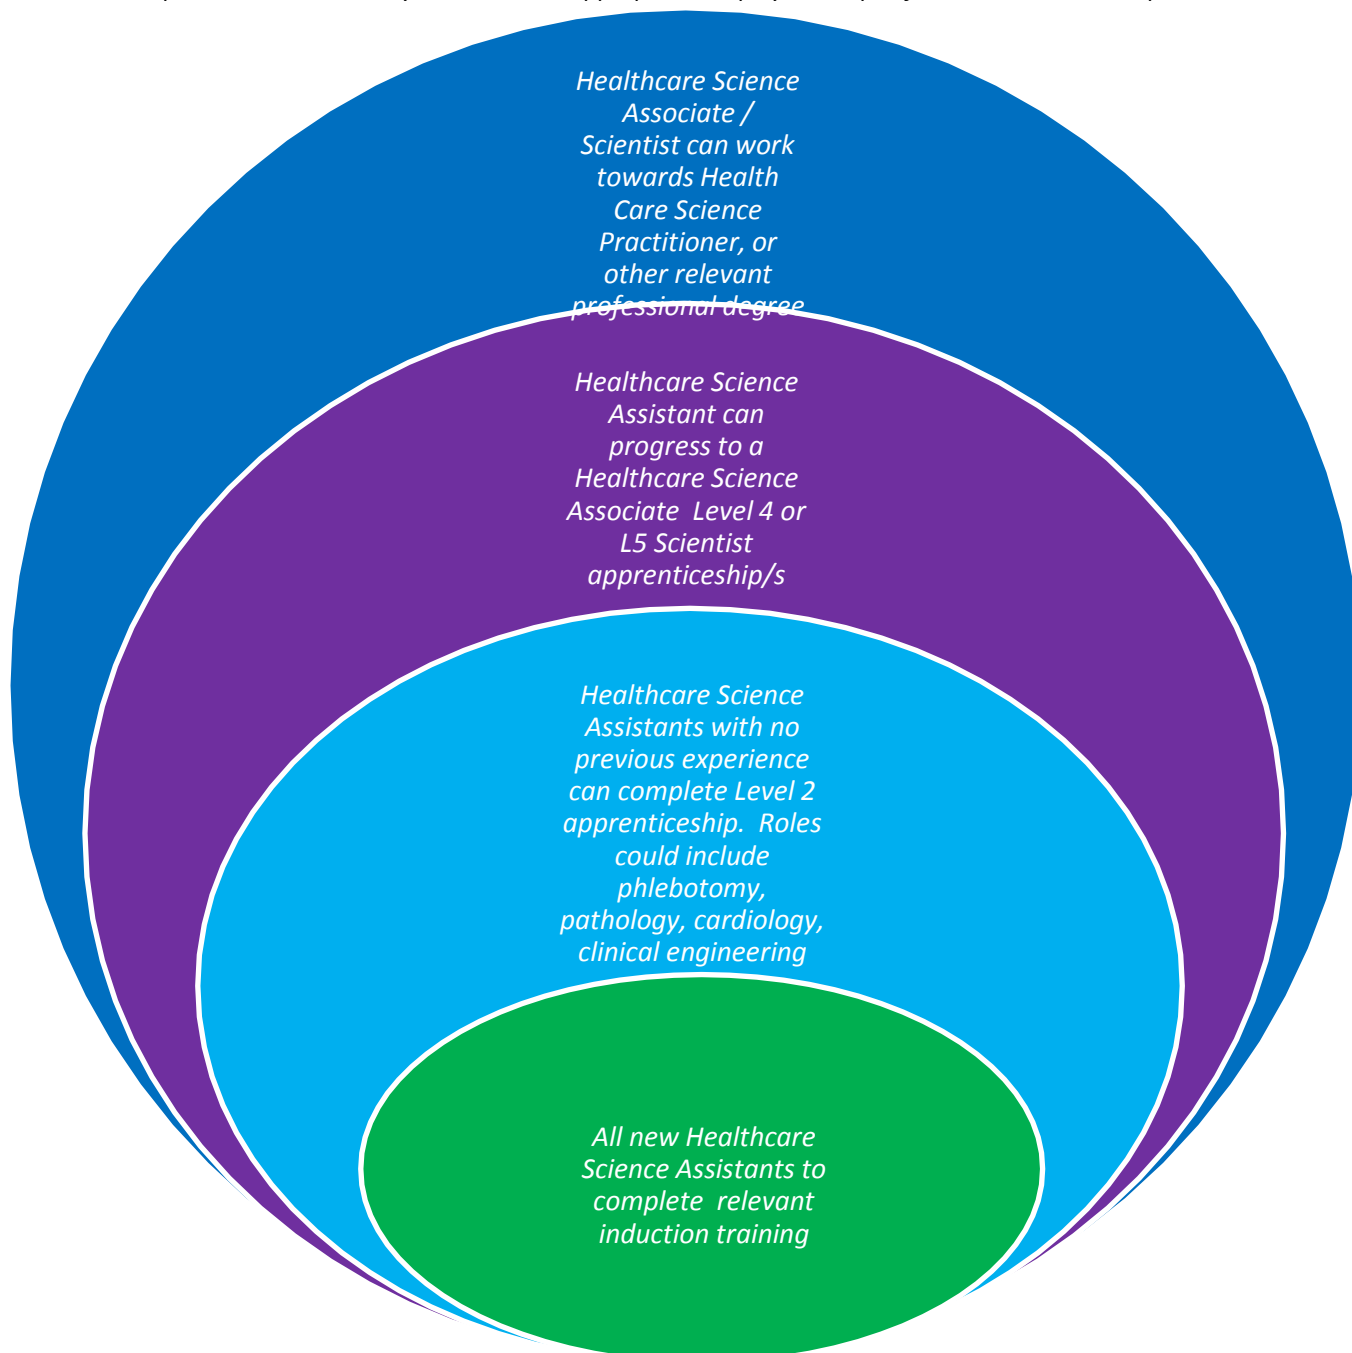 Healthcare Science
Associate /
Scientist can work
towards Health
Care Science
Practitioner, or
other relevant
professional degree
Healthcare Science
Assistant can
progress to a
Healthcare Science
Associate  Level 4 or
L5 Scientist
apprenticeship/s
Healthcare Science
Assistants with no
previous experience
can complete Level 2
apprenticeship.  Roles
could include
phlebotomy,
pathology, cardiology,
clinical engineering
All new Healthcare
Science Assistants to
complete  relevant
induction training